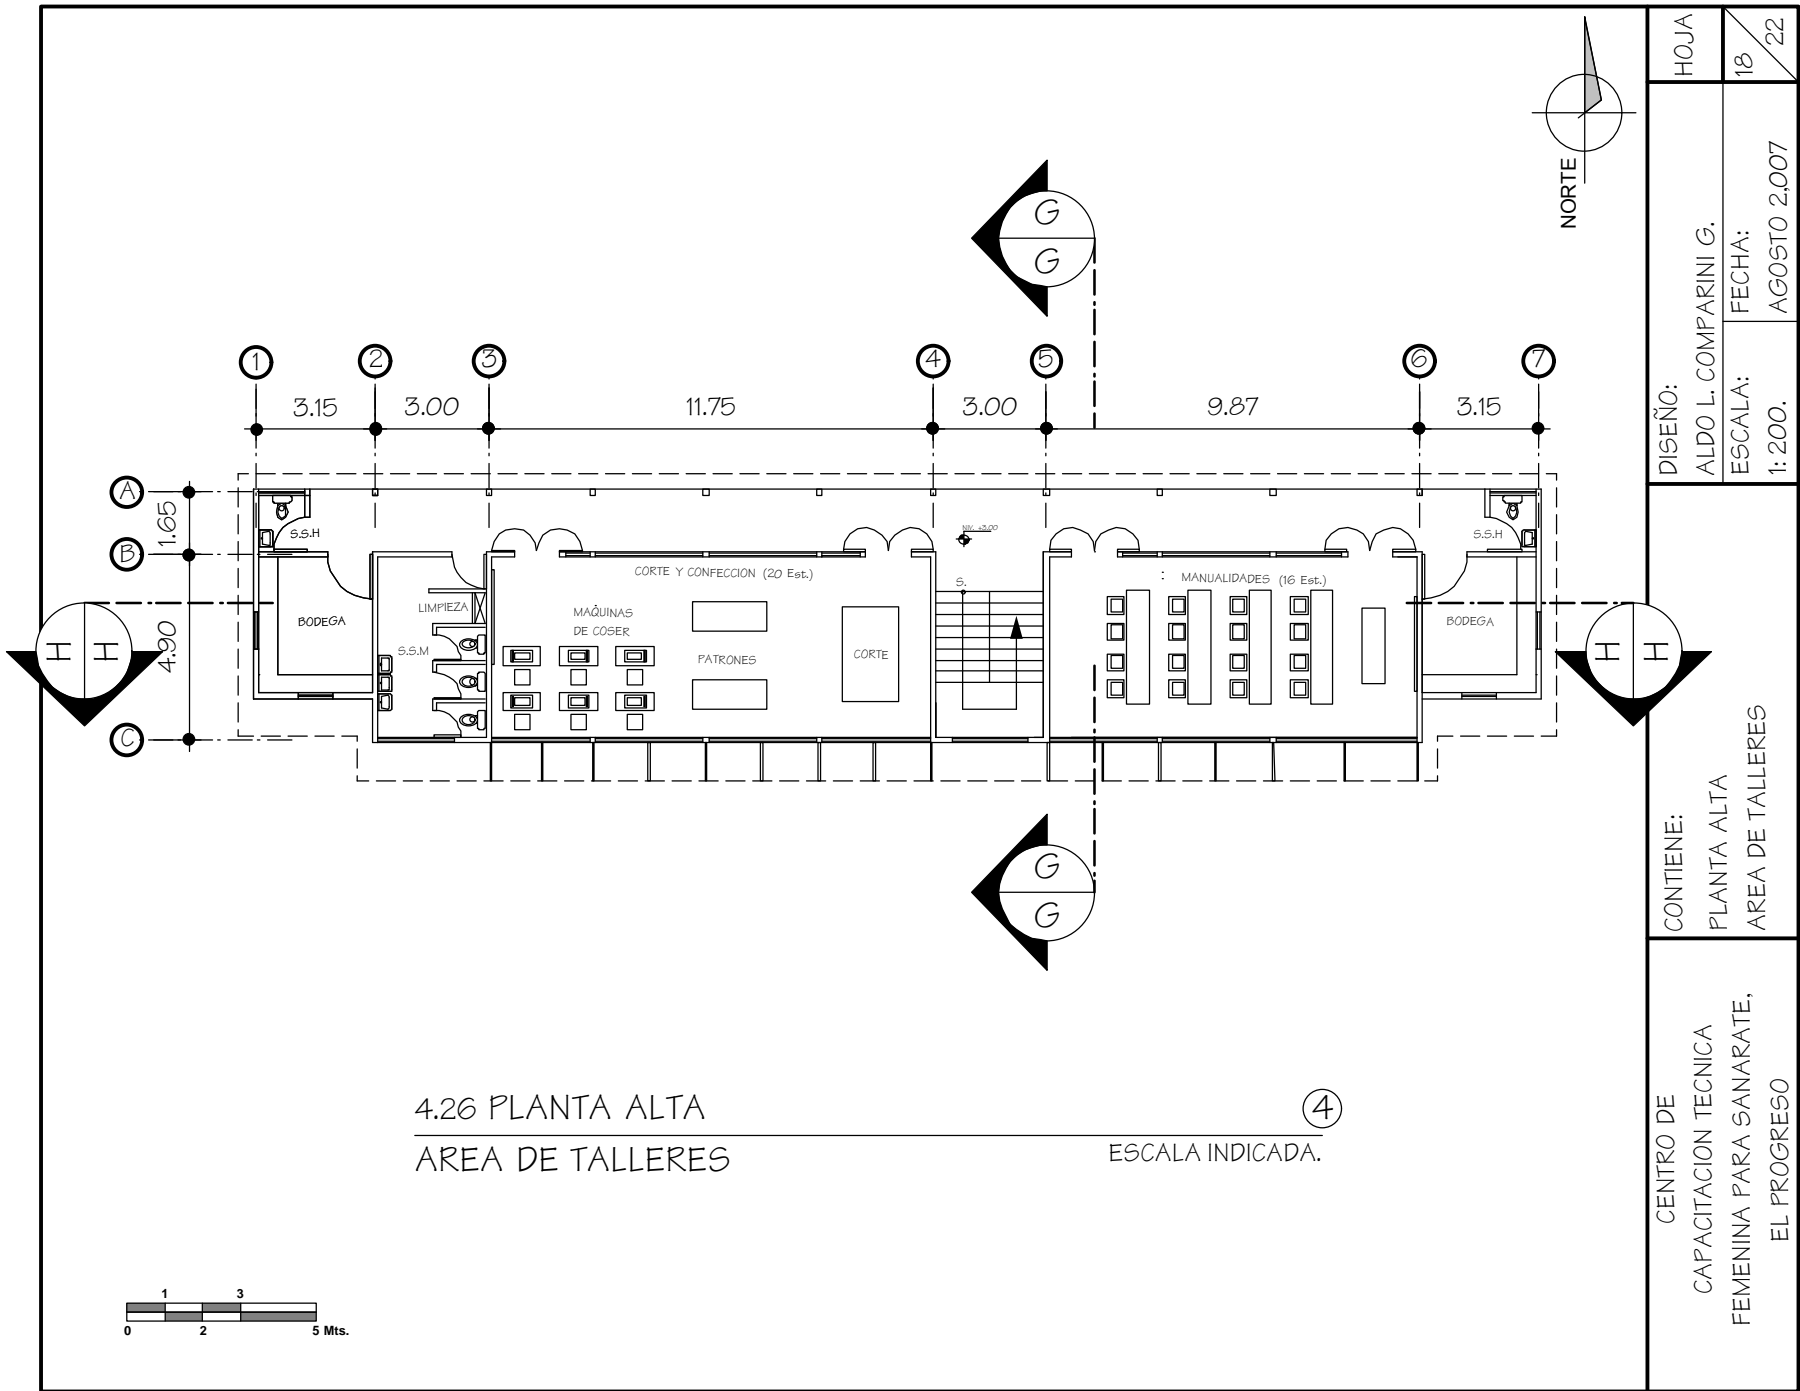 HOJA
18
22
DISEÑO:
ALDO L. COMPARINI G.
ESCALA:
1: 200.
FECHA:
AGOSTO 2,007
CONTIENE:
PLANTA ALTA
AREA DE TALLERES
CENTRO DE
CAPACITACION TECNICA
FEMENINA PARA SANARATE,
EL PROGRESO
NORTE
G
G
1
2
3
4
5
6
7
3.15
3.00
11.75
3.00
9.87
3.15
A
1.65
B
4.90
C
S.S.H
NIV. +3.00
S.S.H
CORTE Y CONFECCION (20 Est.)
S.
: MANUALIDADES (16 Est.)
LIMPIEZA
MAQUINAS
DE COSER
BODEGA
BODEGA
S.S.M
PATRONES
CORTE
H H
H H
G
G
4.26 PLANTA ALTA
4
AREA DE TALLERES
ESCALA INDICADA.
1 3
0 2 5 Mts.